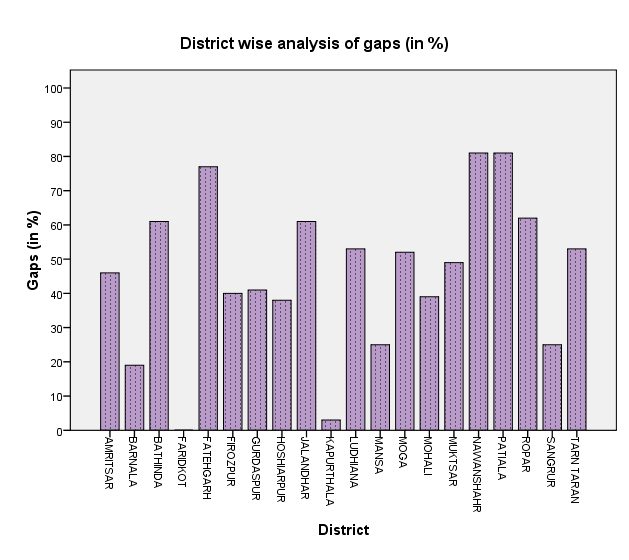 District wise analysis of gaps (in %)
Gaps (in %)
100
90
80
70
60
50
40
30
20
10
0
AMRITSAR
BARNALA
BATHINDA
FARIDKOT
FATEHGARH
FIROZPUR
GURDASPUR
HOSHIARPUR
JALANDHAR
KAPURTHALA
LUDHIANA
MANSA
MOGA
MOHALI
MUKTSAR
NAWANSHAHR
PATIALA
ROPAR
SANGRUR
TARN TARAN
District